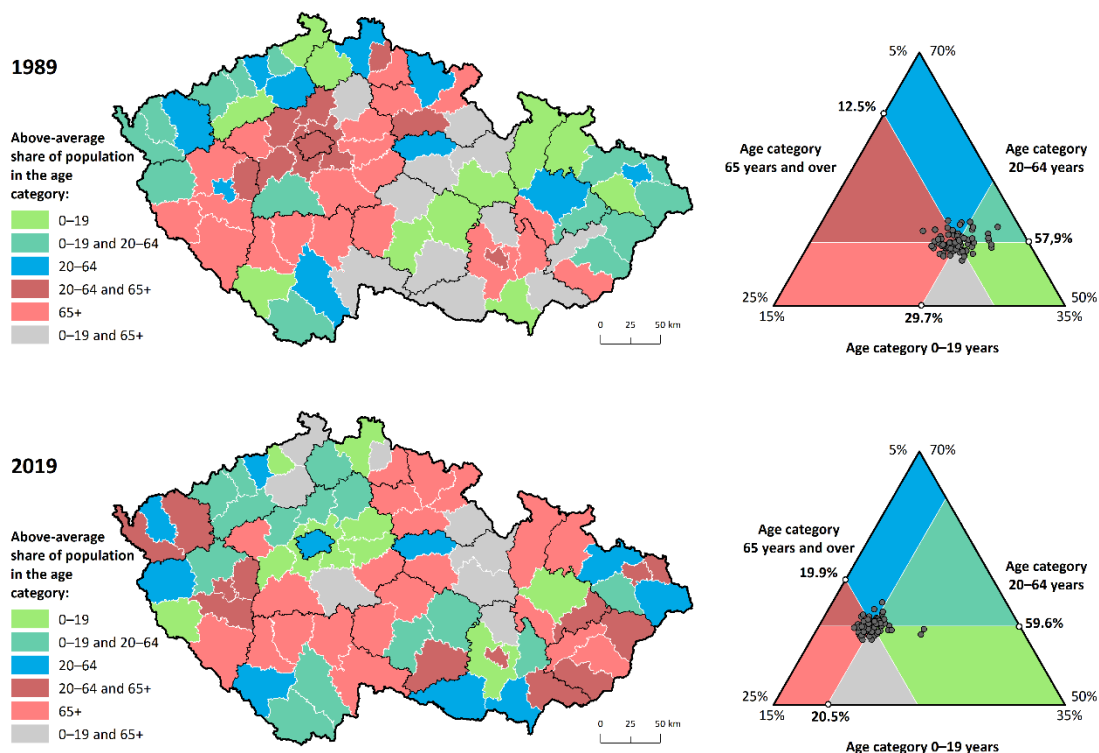 1989
Above-average
share of population
in the age
category:
0–19
0–19 and 20–64
20–64
20–64 and 65+
65+
0–19 and 65+
0 25 50 km
5% 70%
12.5%
Age category
65 years and over
Age category
20–64 years
57,9%
25% 50%
15% 29.7% 35%
Age category 0–19 years
2019
Above-average
share of population
in the age
category:
0–19
0–19 and 20–64
20–64
20–64 and 65+
65+
0–19 and 65+
0 25 50 km
5% 70%
Age category
65 years and over
19.9%
Age category
20–64 years
59.6%
25% 50%
15% 20.5% 35%
Age category 0–19 years